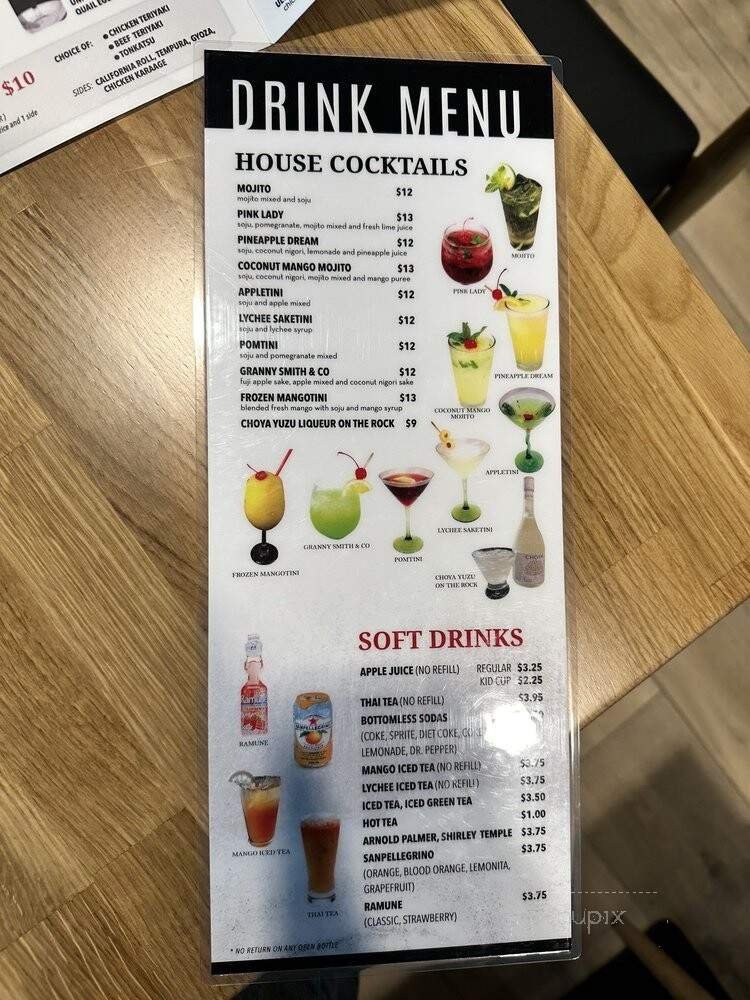 QUAIL EGG
CHOICE OF: • CHICKEN TERIYAKI
• BEEF TERIYAKI
• TONKATSU
$10
SIDES: CALIFORNIA ROLL, TEMPURA, GYOZA,
CHICKEN KARAAGE
rice and 1 side
DRINK MENU
HOUSE COCKTAILS
MOJITO $12
mojito mixed and soju
PINK LADY $13
soju, pomegranate, mojito mixed and fresh lime juice
PINEAPPLE DREAM $12
soju, coconut nigori, lemonade and pineapple juice
COCONUT MANGO MOJITO $13
soju, coconut nigori, mojito mixed and mango puree
APPLETINI $12
soju and apple mixed
LYCHEE SAKETINI $12
soju and lychee syrup
POMTINI $12
soju and pomegranate mixed
GRANNY SMITH & CO $12
fuji apple sake, apple mixed and coconut nigori sake
FROZEN MANGOTINI $13
blended fresh mango with soju and mango syrup
CHOYA YUZU LIQUEUR ON THE ROCK $9
MOJITO
PINK LADY
PINEAPPLE DREAM
COCONUT MANGO
MOJITO
APPLETINI
LYCHEE SAKETINI
GRANNY SMITH & CO
POMTINI
FROZEN MANGOTINI
CHOYA YUZU
ON THE ROCK
CHOYA
SOFT DRINKS
APPLE JUICE (NO REFILL) REGULAR $3.25
KID CUP $2.25
THAI TEA (NO REFILL) $3.95
BOTTOMLESS SODAS
(COKE, SPRITE, DIET COKE,
LEMONADE, DR. PEPPER)
MANGO ICED TEA (NO REFILL) $3.75
LYCHEE ICED TEA (NO REFILL) $3.75
ICED TEA, ICED GREEN TEA $3.50
HOT TEA $1.00
ARNOLD PALMER, SHIRLEY TEMPLE $3.75
SANPELLEGRINO $3.75
(ORANGE, BLOOD ORANGE, LEMONITA,
GRAPEFRUIT)
RAMUNE $3.75
(CLASSIC, STRAWBERRY)
Ramune
RAMUNE
SANPELLEGRINO
MANGO ICED TEA
THAI TEA
* NO RETURN ON ANY OPEN BOTTLE